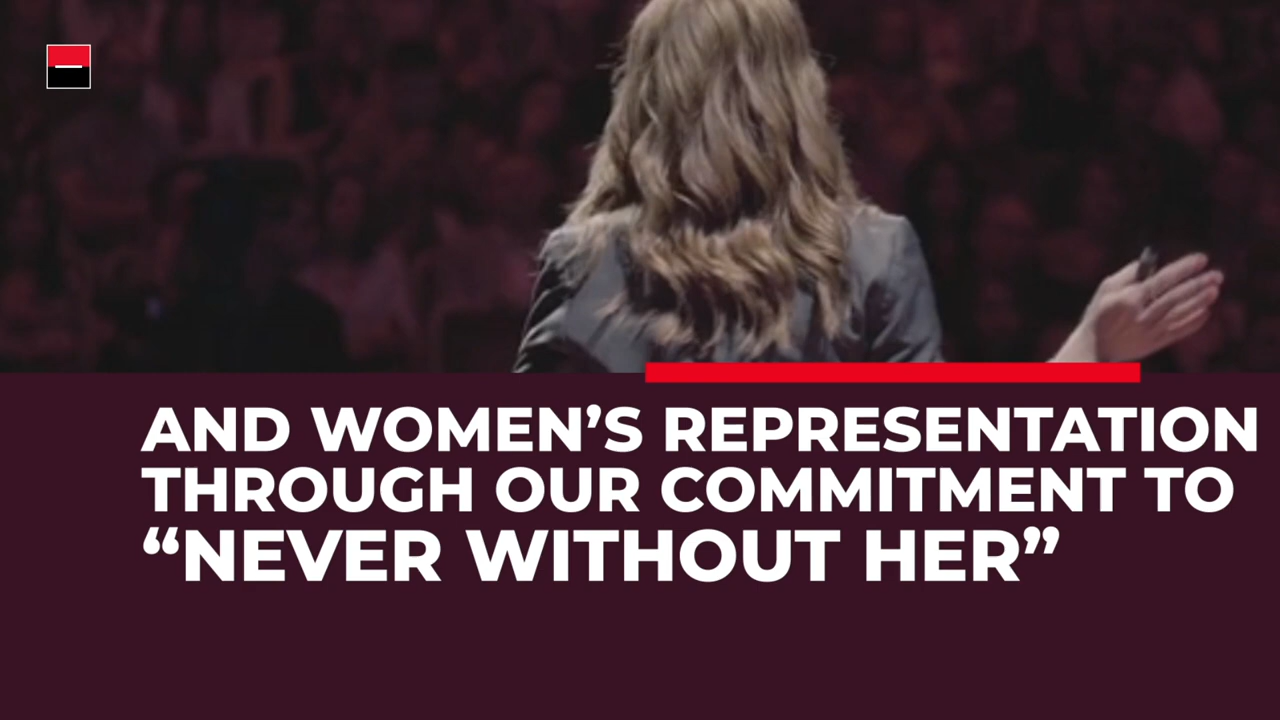 AND WOMEN’S REPRESENTATION
THROUGH OUR COMMITMENT TO
“NEVER WITHOUT HER”